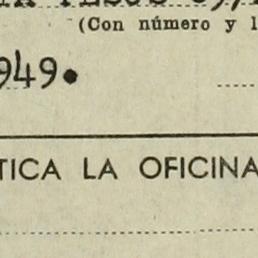 (Con número y l
949.
TICA LA OFICINA